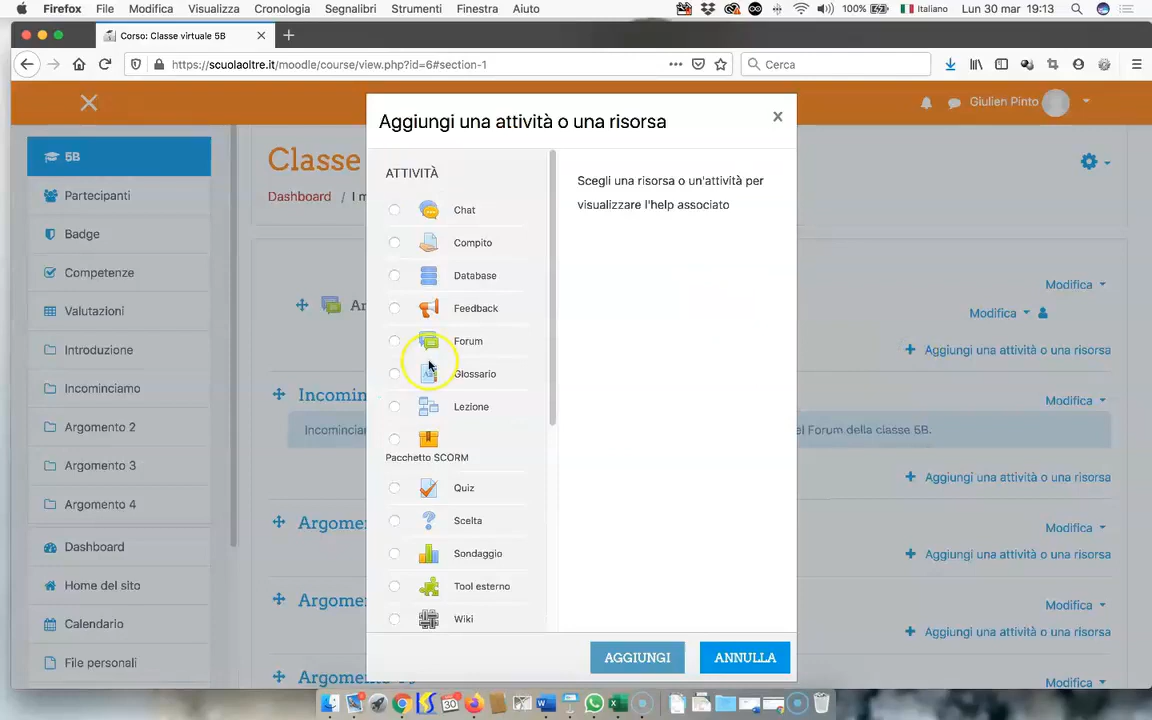 Firefox File Modifica Visualizza Cronologia Segnalibri Strumenti Finestra Aiuto 100% Italiano Lun 30 mar 19:13
Corso: Classe virtuale 5B
https://scuolaoltre.it/moodle/course/view.php?id=6#section-1 Cerca
Giulien Pinto
5B
Partecipanti
Badge
Competenze
Valutazioni
Introduzione
Incominciamo
Argomento 2
Argomento 3
Argomento 4
Dashboard
Home del sito
Calendario
File personali
Classe
Dashboard / I m
Ar
Incomin
Incomincia
Argome
Argome
Argome
Aggiungi una attività o una risorsa
x
ATTIVITÀ
Chat
Compito
Database
Feedback
Forum
Glossario
Lezione
Pacchetto SCORM
Quiz
Scelta
Sondaggio
Tool esterno
Wiki
Scegli una risorsa o un'attività per
visualizzare l'help associato
AGGIUNGI ANNULLA
Modifica
Modifica
Aggiungi una attività o una risorsa
Modifica
el Forum della classe 5B.
Aggiungi una attività o una risorsa
Modifica
Aggiungi una attività o una risorsa
Modifica
Aggiungi una attività o una risorsa
Modifica
30